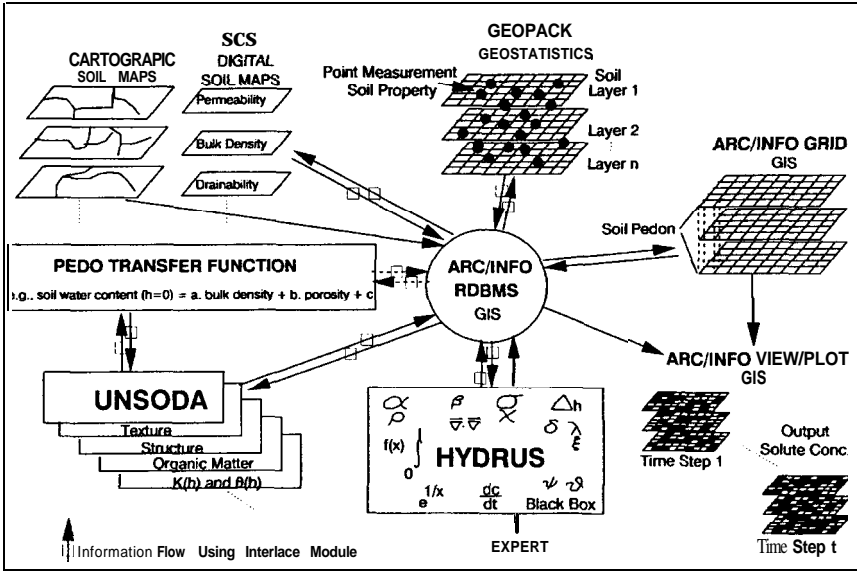 CARTOGRAPIC
SOIL MAPS
SCS
DIGITAL
SOIL MAPS
Permeability
Bulk Density
Drainability
GEOPACK
GEOSTATISTICS
Point Measurement
Soil Property
Soil
Layer 1
Layer 2
Layer n
ARC/INFO GRID
GIS
Soil Pedon
PEDO TRANSFER FUNCTION
e.g., soil water content (h=0) = a. bulk density + b. porosity + c
ARC/INFO
RDBMS
GIS
ARC/INFO VIEW/PLOT
GIS
UNSODA
Texture
Structure
Organic Matter
K(h) and θ(h)
α β σ Δh
ρ ∇·∇ χ δ λ
ξ
f(x) ∫
0
HYDRUS
e^1/x dc/dt ψ ϑ
Black Box
EXPERT
Time Step 1
Output
Solute Conc.
Time Step t
Information Flow Using Interlace Module